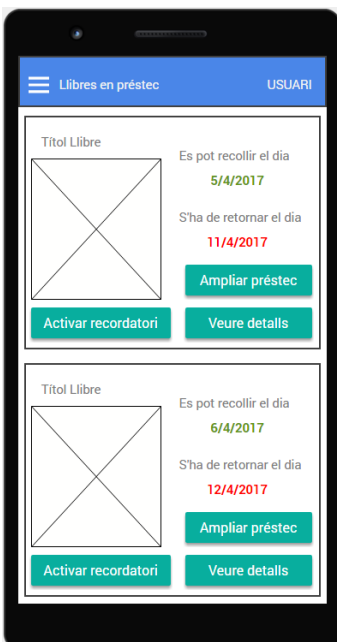 Llibres en préstec
USUARI
Títol Llibre
Es pot recollir el dia
5/4/2017
S'ha de retornar el dia
11/4/2017
Ampliar préstec
Activar recordatori
Veure detalls
Títol Llibre
Es pot recollir el dia
6/4/2017
S'ha de retornar el dia
12/4/2017
Ampliar préstec
Activar recordatori
Veure detalls